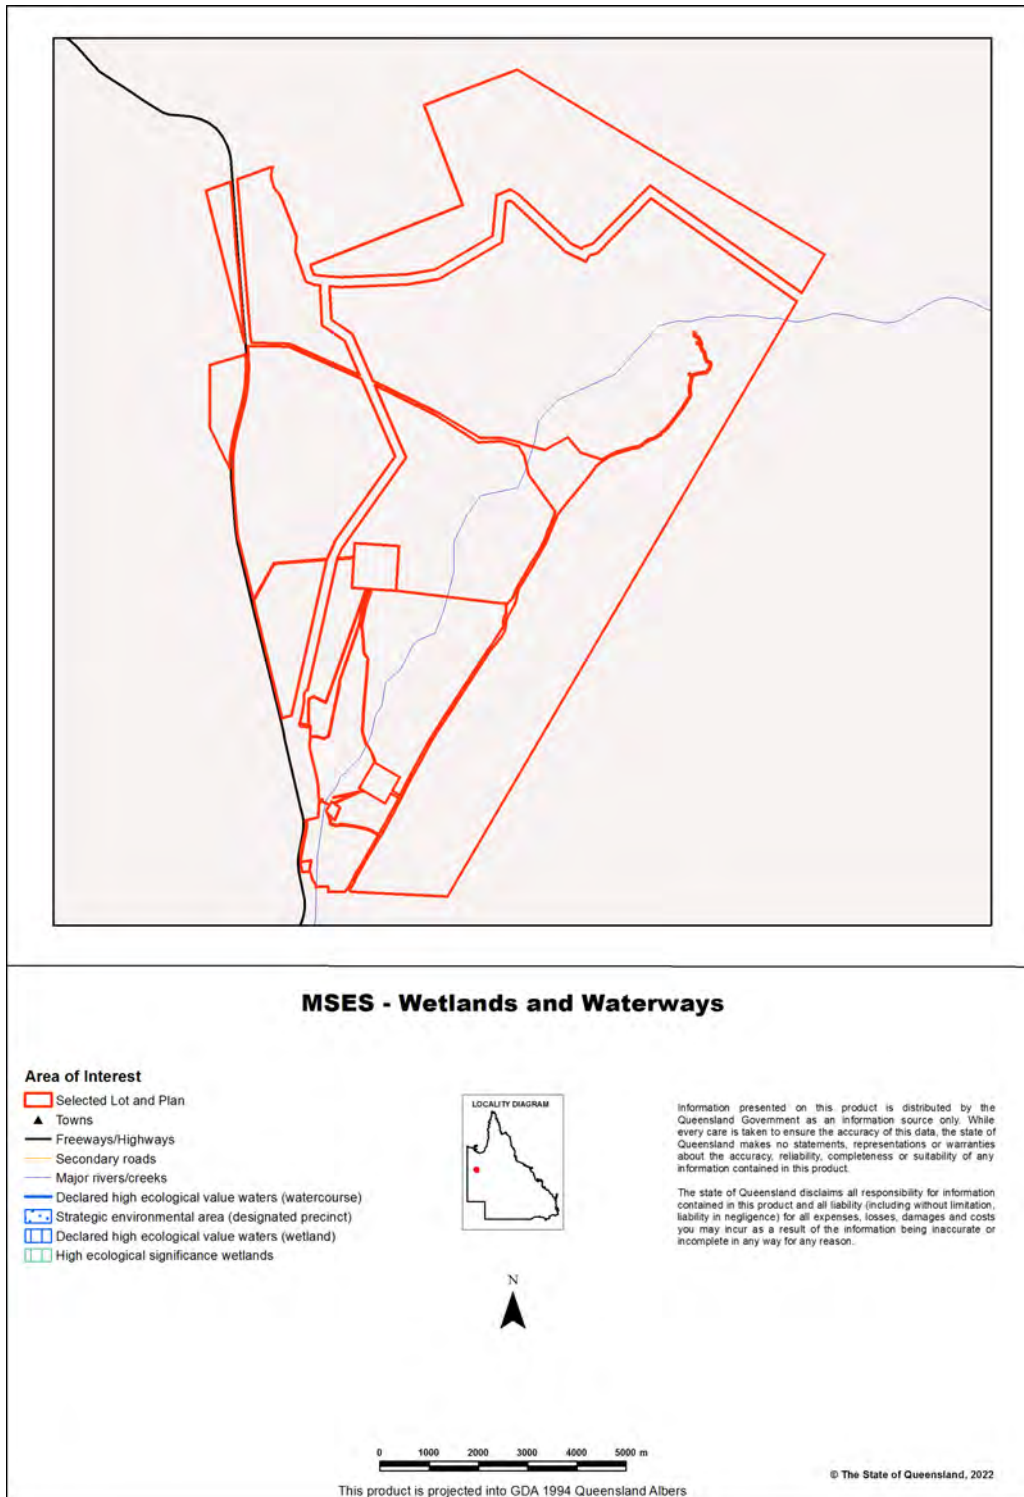 MSES - Wetlands and Waterways
Area of Interest
Selected Lot and Plan
Towns
Freeways/Highways
Secondary roads
Major rivers/creeks
Declared high ecological value waters (watercourse)
Strategic environmental area (designated precinct)
Declared high ecological value waters (wetland)
High ecological significance wetlands
LOCALITY DIAGRAM
N
Information presented on this product is distributed by the
Queensland Government as an information source only. While
every care is taken to ensure the accuracy of this data, the state of
Queensland makes no statements, representations or warranties
about the accuracy, reliability, completeness or suitability of any
information contained in this product.
The state of Queensland disclaims all responsibility for information
contained in this product and all liability (including without limitation,
liability in negligence) for all expenses, losses, damages and costs
you may incur as a result of the information being inaccurate or
incomplete in any way for any reason.
0 1000 2000 3000 4000 5000 m
This product is projected into GDA 1994 Queensland Albers
© The State of Queensland, 2022